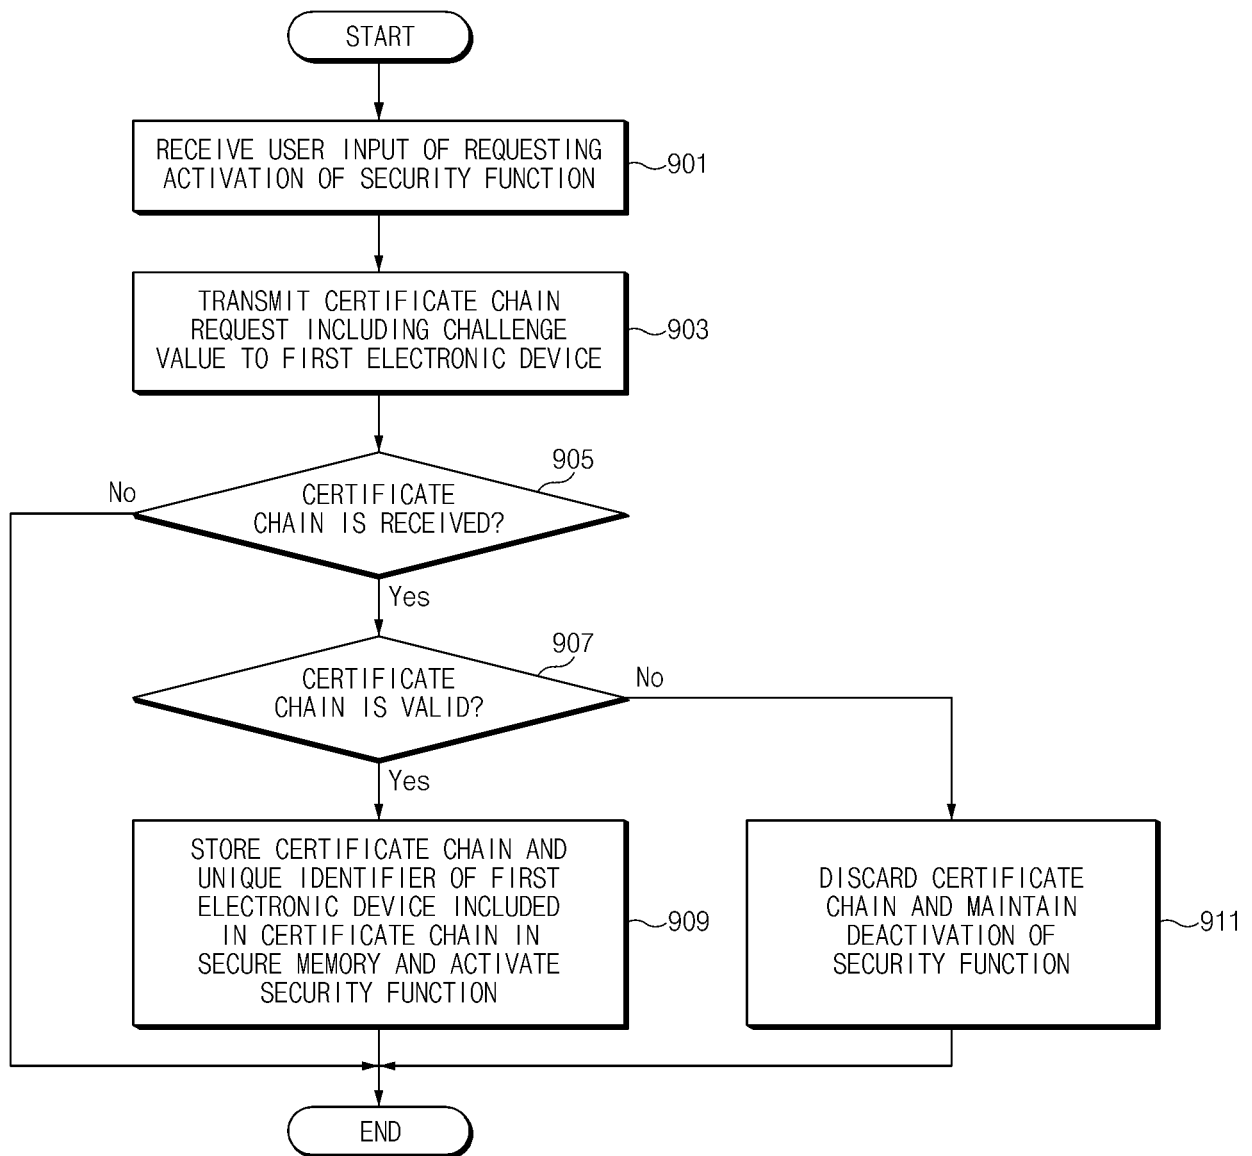 START
RECEIVE USER INPUT OF REQUESTING
ACTIVATION OF SECURITY FUNCTION
901
TRANSMIT CERTIFICATE CHAIN
REQUEST INCLUDING CHALLENGE
VALUE TO FIRST ELECTRONIC DEVICE
903
905
No
CERTIFICATE
CHAIN IS RECEIVED?
Yes
907
CERTIFICATE
CHAIN IS VALID?
No
Yes
STORE CERTIFICATE CHAIN AND
UNIQUE IDENTIFIER OF FIRST
ELECTRONIC DEVICE INCLUDED
IN CERTIFICATE CHAIN IN
SECURE MEMORY AND ACTIVATE
SECURITY FUNCTION
909
DISCARD CERTIFICATE
CHAIN AND MAINTAIN
DEACTIVATION OF
SECURITY FUNCTION
911
END